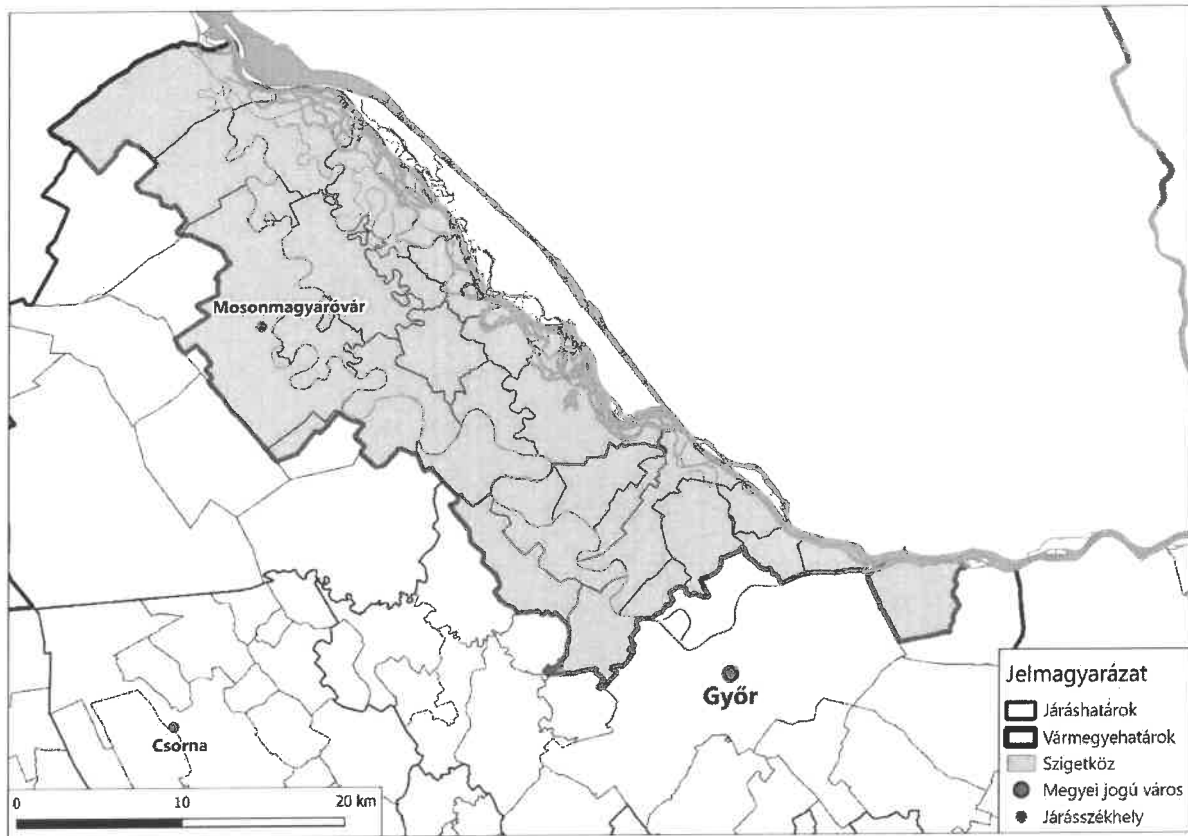 Mosonmagyaróvár
Győr
Csorna
0 10 20 km
Jelmagyarázat
Járáshatárok
Vármegyehatárok
Szigetköz
Megyei jogú város
Járásszékhely